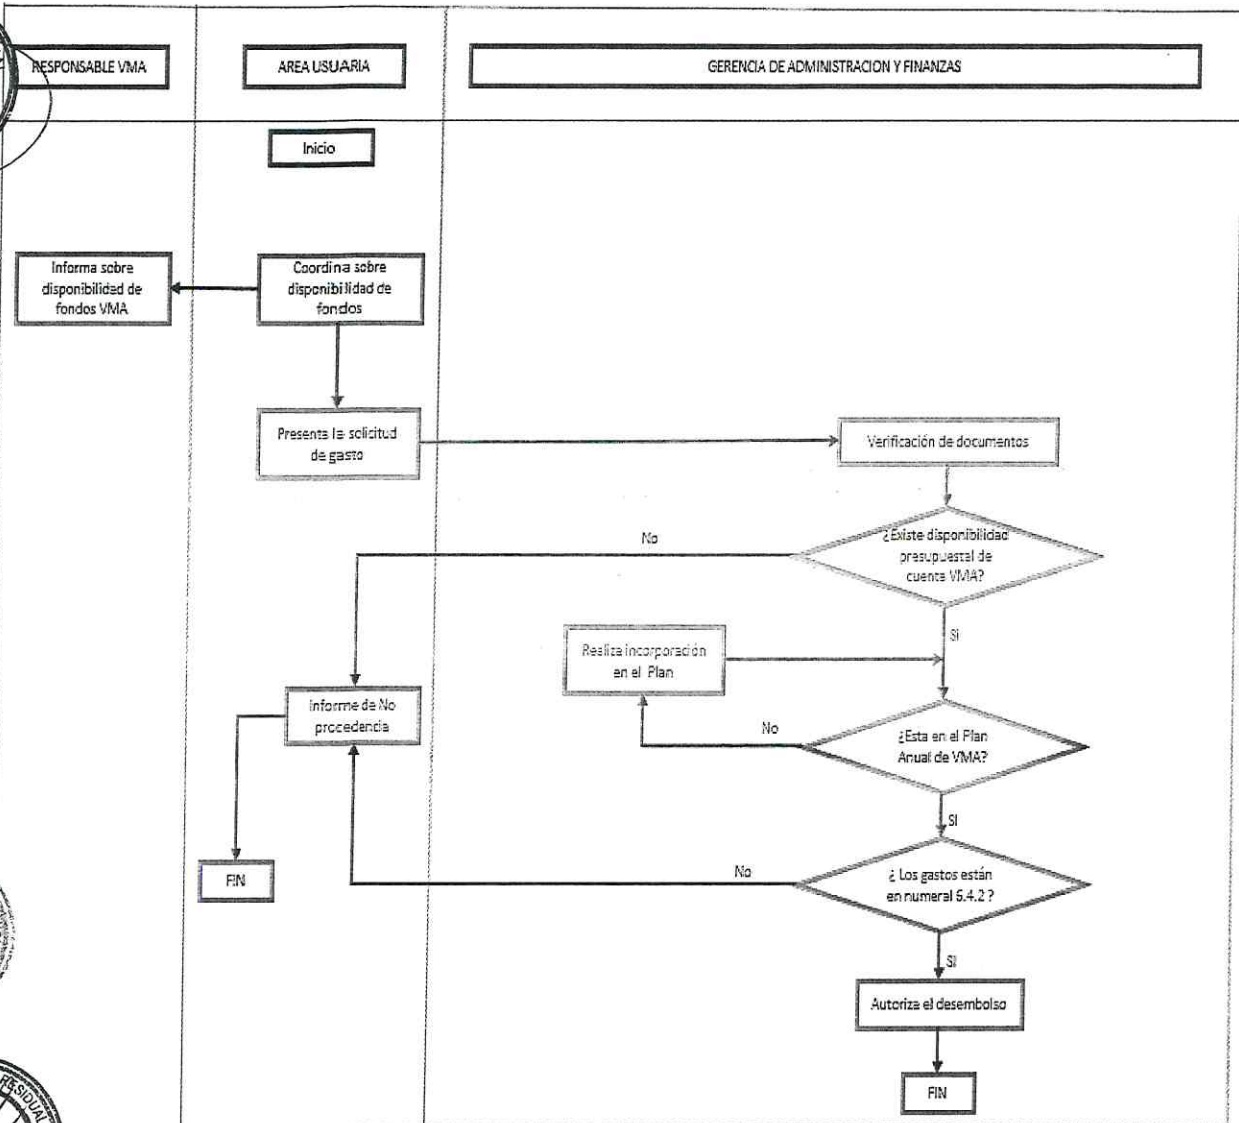 RESPONSABLE VMA
AREA USUARIA
GERENCIA DE ADMINISTRACION Y FINANZAS
Inicio
Informa sobre
disponibilidad de
fondos VMA
Coordina sobre
disponibilidad de
fondos
Presenta la solicitud
de gasto
Verificación de documentos
¿Existe disponibilidad
presupuestal de
cuenta VMA?
No
Si
Realiza incorporación
en el Plan
Informe de No
procedencia
No
¿Esta en el Plan
Anual de VMA?
SI
FIN
No
¿ Los gastos están
en numeral 6.4.2 ?
SI
Autoriza el desembolso
FIN
RESIDUAL